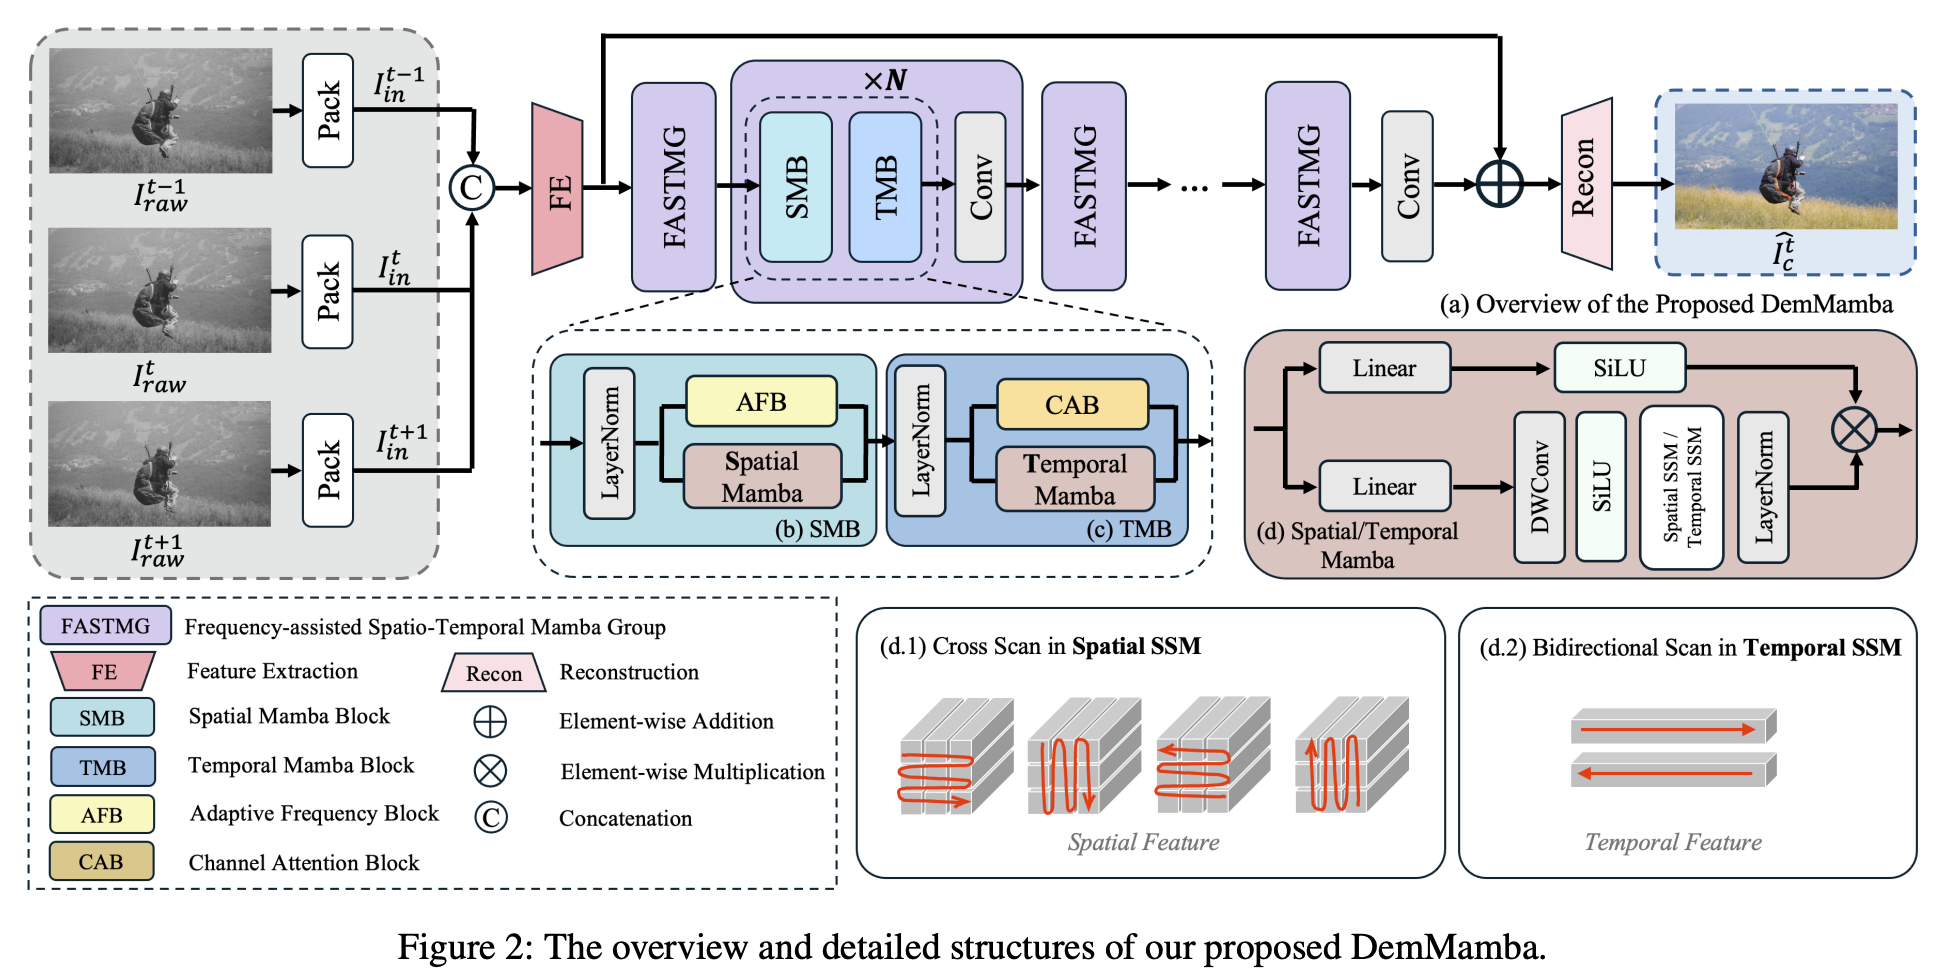 Pack
I_{in}^{t-1}
I_{raw}^{t-1}
Pack
I_{in}^{t}
I_{raw}^{t}
Pack
I_{in}^{t+1}
I_{raw}^{t+1}
C
FE
FASTMG
×N
SMB
TMB
Conv
FASTMG
...
FASTMG
Conv
Recon
\hat{I}_{c}^{t}
(a) Overview of the Proposed DemMamba
LayerNorm
AFB
Spatial
Mamba
(b) SMB
LayerNorm
CAB
Temporal
Mamba
(c) TMB
Linear
SiLU
Linear
DWConv
SiLU
Spatial SSM /
Temporal SSM
LayerNorm
(d) Spatial/Temporal
Mamba
FASTMG Frequency-assisted Spatio-Temporal Mamba Group
FE Feature Extraction
Recon Reconstruction
SMB Spatial Mamba Block
Element-wise Addition
TMB Temporal Mamba Block
Element-wise Multiplication
AFB Adaptive Frequency Block
C Concatenation
CAB Channel Attention Block
(d.1) Cross Scan in Spatial SSM
Spatial Feature
(d.2) Bidirectional Scan in Temporal SSM
Temporal Feature
Figure 2: The overview and detailed structures of our proposed DemMamba.